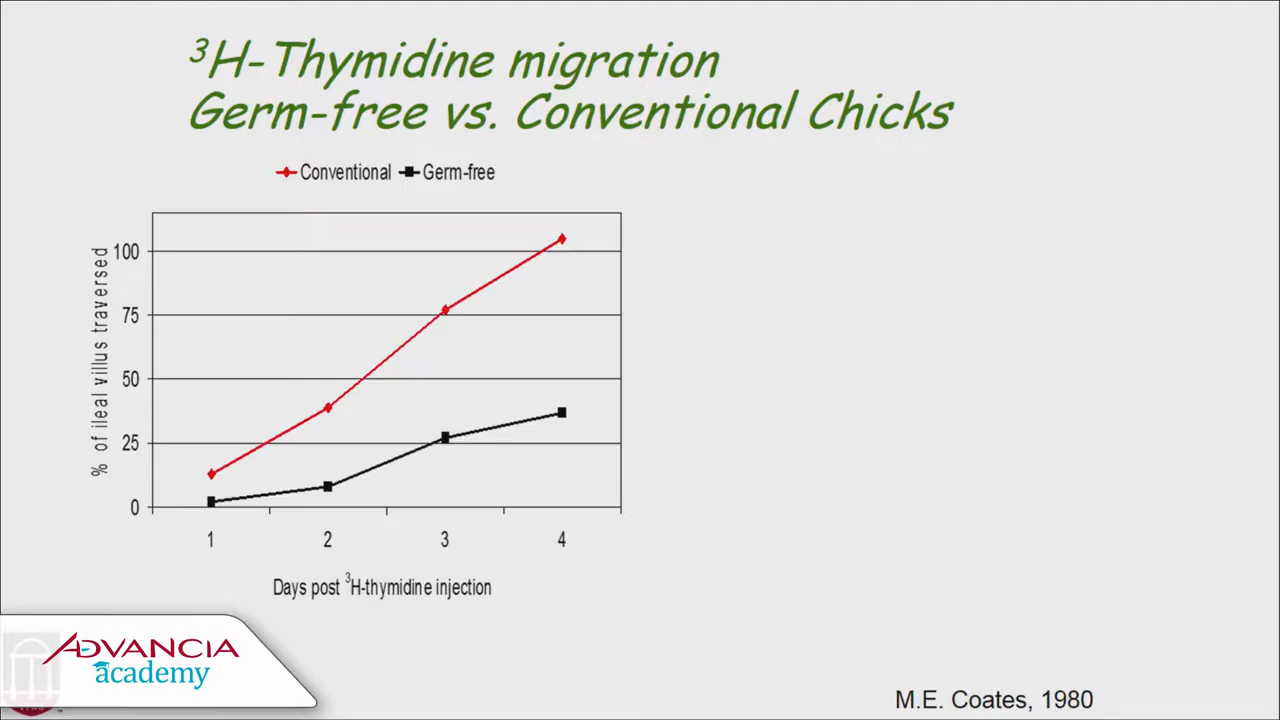 ³H-Thymidine migration
Germ-free vs. Conventional Chicks
Conventional Germ-free
% of ileal villus traversed
100
75
50
25
0
1 2 3 4
Days post ³H-thymidine injection
ADVANCIA
academy
M.E. Coates, 1980